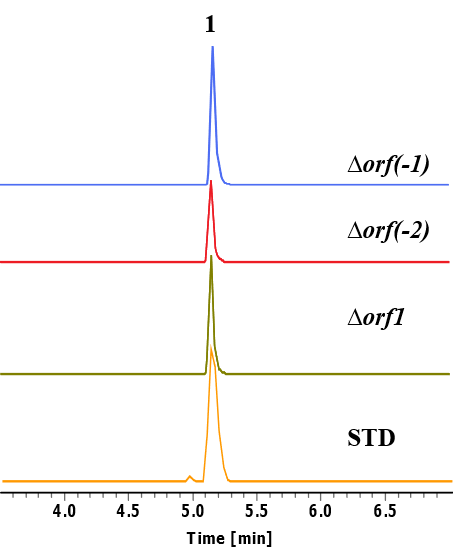 1
Δorf(-1)
Δorf(-2)
Δorf1
STD
4.0 4.5 5.0 5.5 6.0 6.5
Time [min]